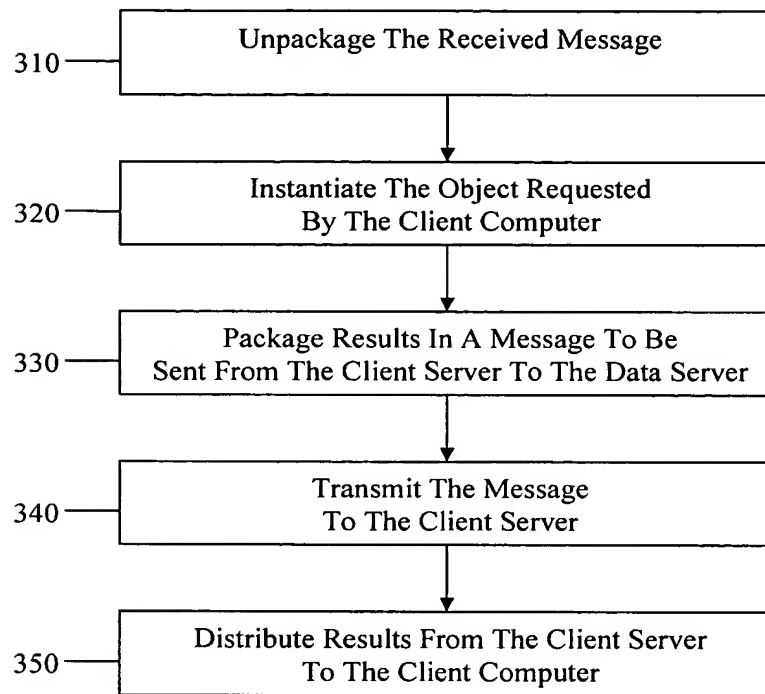 Unpackage The Received Message
310
Instantiate The Object Requested
By The Client Computer
320
Package Results In A Message To Be
Sent From The Client Server To The Data Server
330
Transmit The Message
To The Client Server
340
Distribute Results From The Client Server
To The Client Computer
350